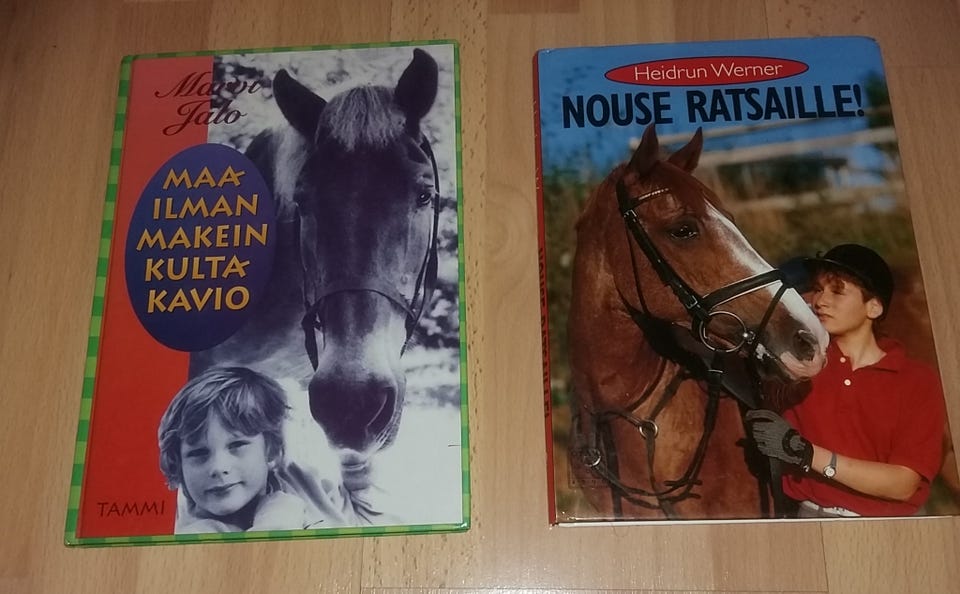 Marvi
Jalo
MAA-
ILMAN
MAKEIN
KULTA-
KAVIO
TAMMI
Heidrun Werner
NOUSE RATSAILLE!